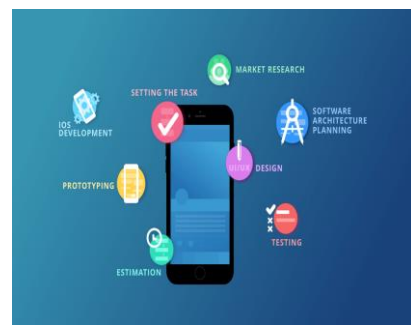 MARKET RESEARCH
SETTING THE TASK
SOFTWARE
ARCHITECTURE
PLANNING
IOS
DEVELOPMENT
DESIGN
PROTOTYPING
TESTING
ESTIMATION